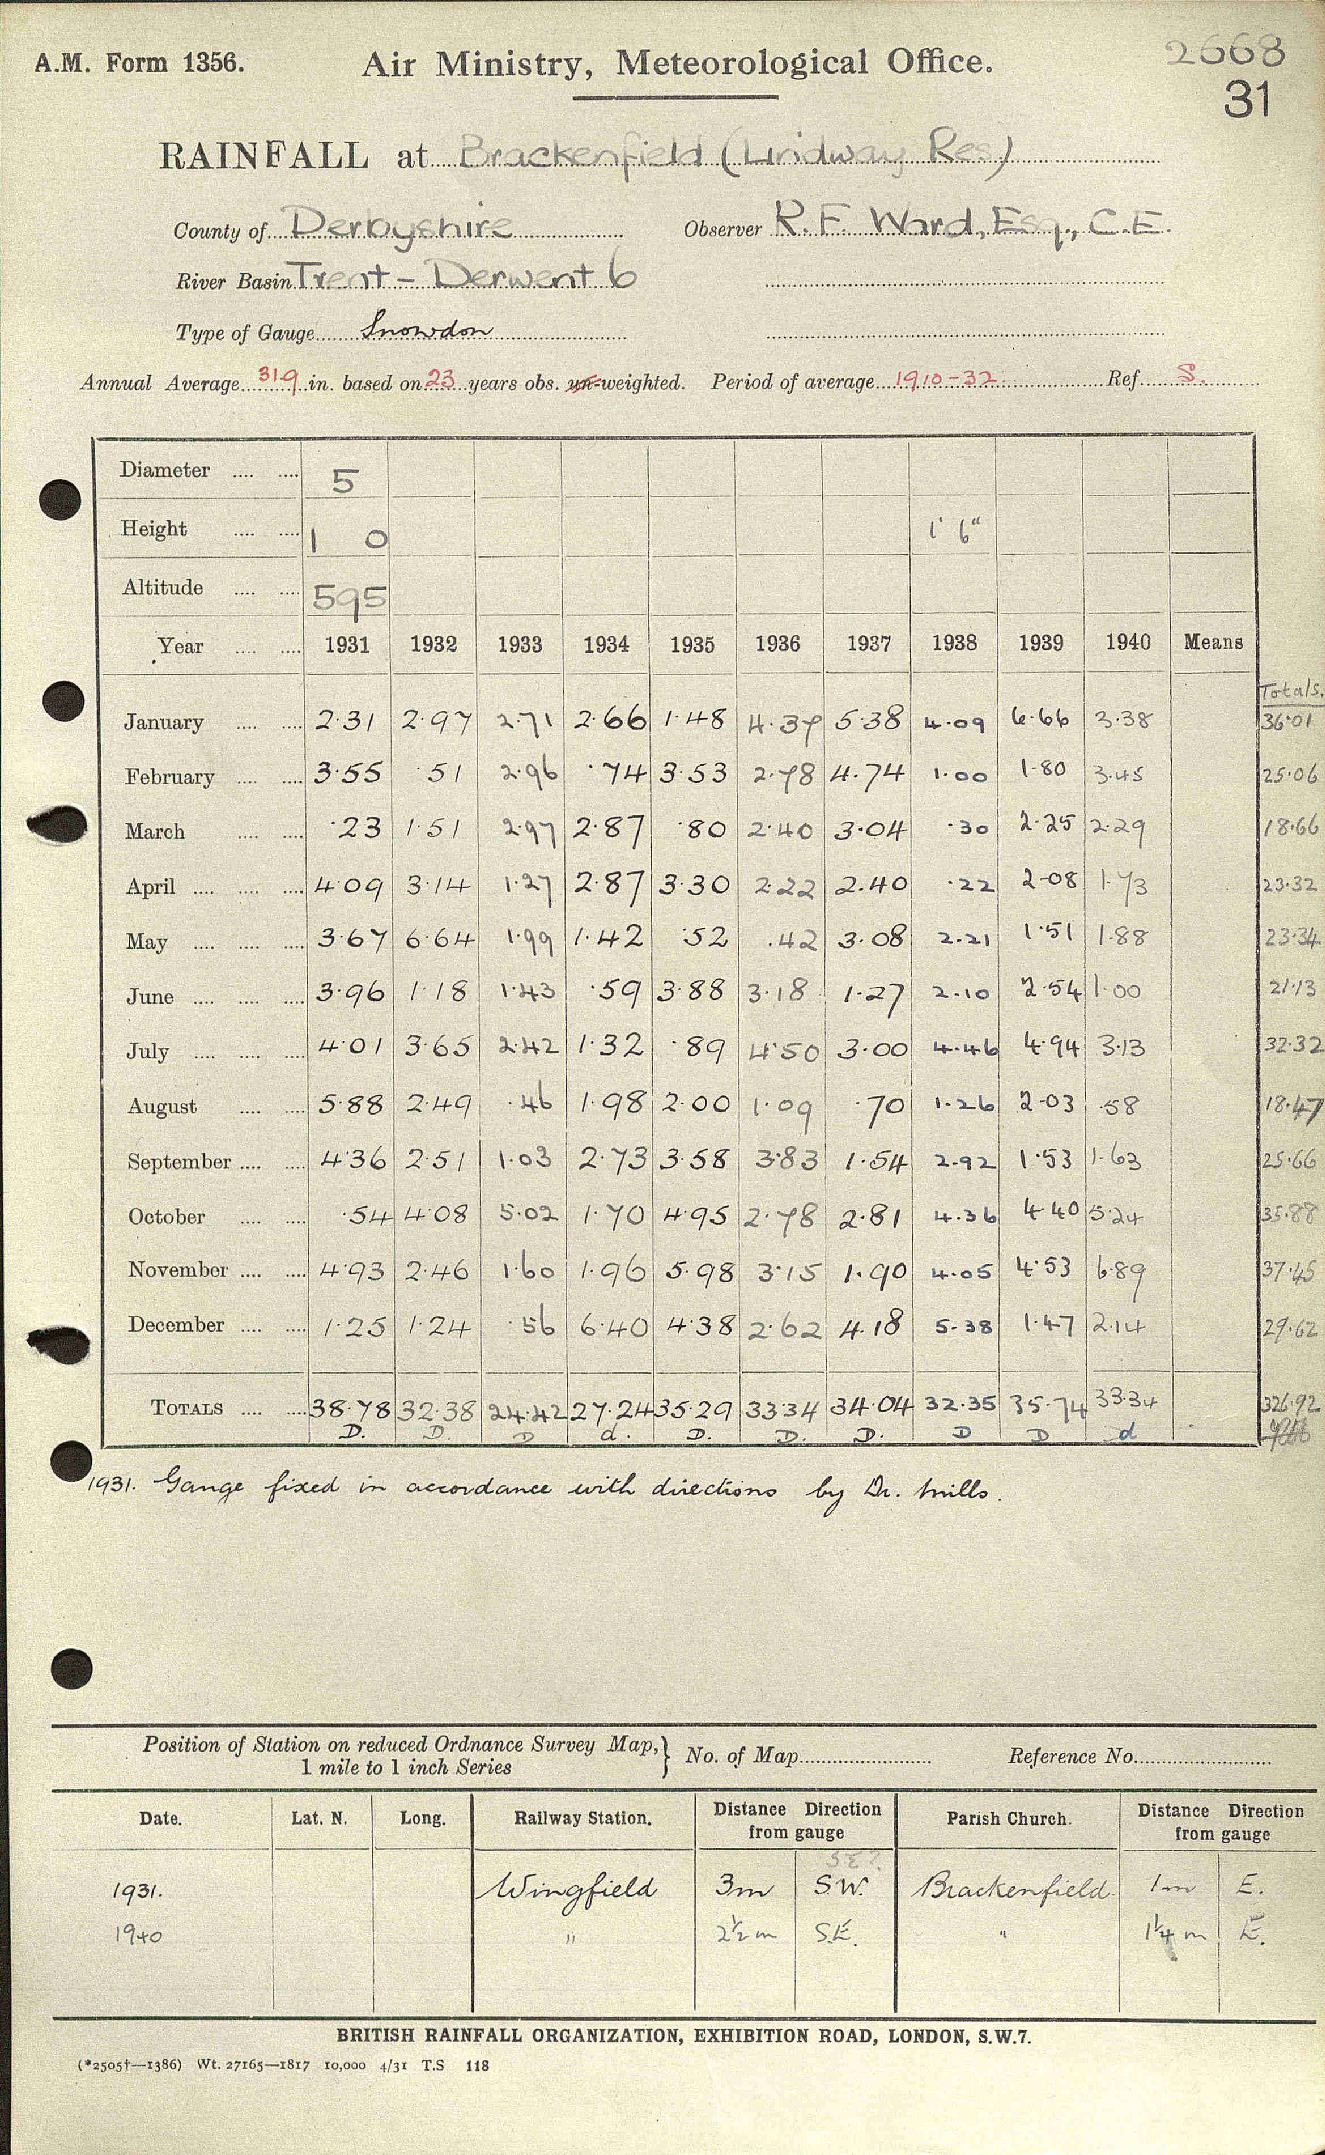 A.M. Form 1356. Air Ministry, Meteorological Office. 2668
31
RAINFALL at Brackenfield (Lindway Res)
County of Derbyshire Observer R.F. Ward, Esq., C.E.
River Basin Trent - Derwent 6
Type of Gauge Snowdon
Annual Average 31.9 in. based on 23 years obs. un-weighted. Period of average 1910-32 Ref. S.
Diameter 5
Height 1 0 1' 6"
Altitude 595
Year 1931 1932 1933 1934 1935 1936 1937 1938 1939 1940 Means
Totals.
January 2.31 2.97 2.71 2.66 1.48 4.37 5.38 4.09 6.66 3.38 36.01
February 3.55 .51 2.96 .74 3.53 2.78 4.74 1.00 1.80 3.45 25.06
March .23 1.51 2.97 2.87 .80 2.40 3.04 .30 2.25 2.29 18.66
April 4.09 3.14 1.27 2.87 3.30 2.22 2.40 .22 2.08 1.73 23.32
May 3.67 6.64 1.99 1.42 .52 .42 3.08 2.21 1.51 1.88 23.34
June 3.96 1.18 1.43 .59 3.88 3.18 1.27 2.10 2.54 1.00 21.13
July 4.01 3.65 2.42 1.32 .89 4.50 3.00 4.46 4.94 3.13 32.32
August 5.88 2.49 .46 1.98 2.00 1.09 .70 1.26 2.03 .58 18.47
September 4.36 2.51 1.03 2.73 3.58 3.83 1.54 2.92 1.53 1.63 25.66
October .54 4.08 5.02 1.70 4.95 2.78 2.81 4.36 4.40 5.24 35.88
November 4.93 2.46 1.60 1.96 5.98 3.15 1.90 4.05 4.53 6.89 37.45
December 1.25 1.24 .56 6.40 4.38 2.62 4.18 5.38 1.47 2.14 29.62
TOTALS 38.78 32.38 24.42 27.24 35.29 33.34 34.04 32.35 35.74 33.34 326.92
D. D. D d. D. D. D. D D d
1931. Gauge fixed in accordance with directions by Dr. Mills.
Position of Station on reduced Ordnance Survey Map, } No. of Map Reference No.
1 mile to 1 inch Series
Date. Lat. N. Long. Railway Station. Distance Direction from gauge Parish Church. Distance Direction from gauge
SE?
1931. Wingfield 3m S.W. Brackenfield 1m E.
1940 " 2½m S.E. " 1¼m E.
BRITISH RAINFALL ORGANIZATION, EXHIBITION ROAD, LONDON, S.W.7.
(*2505†—1386) Wt. 27165—1817 10,000 4/31 T.S 118